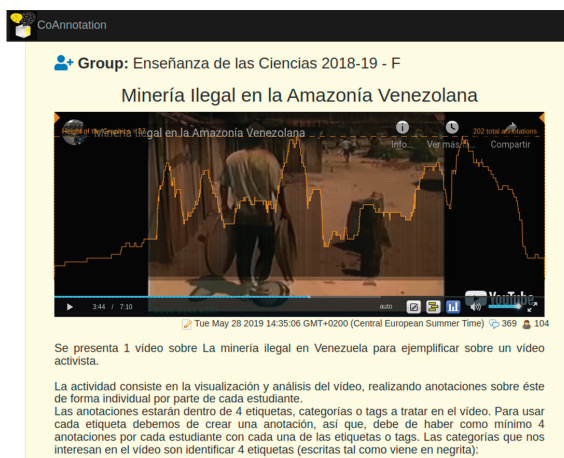 CoAnnotation
Group: Enseñanza de las Ciencias 2018-19 - F
Minería Ilegal en la Amazonía Venezolana
Minería Ilegal en la Amazonía Venezolana
202 total annotations
Info...
Ver más t...
Compartir
3:44 / 7:10
auto
YouTube
Tue May 28 2019 14:35:06 GMT+0200 (Central European Summer Time) 369 104
Se presenta 1 vídeo sobre La minería ilegal en Venezuela para ejemplificar sobre un vídeo
activista.
La actividad consiste en la visualización y análisis del vídeo, realizando anotaciones sobre éste
de forma individual por parte de cada estudiante.
Las anotaciones estarán dentro de 4 etiquetas, categorías o tags a tratar en el vídeo. Para usar
cada etiqueta debemos de crear una anotación, así que, debe de haber como mínimo 4
anotaciones por cada estudiante con cada una de las etiquetas o tags. Las categorías que nos
interesan en el vídeo son identificar 4 etiquetas (escritas tal como viene en negrita):